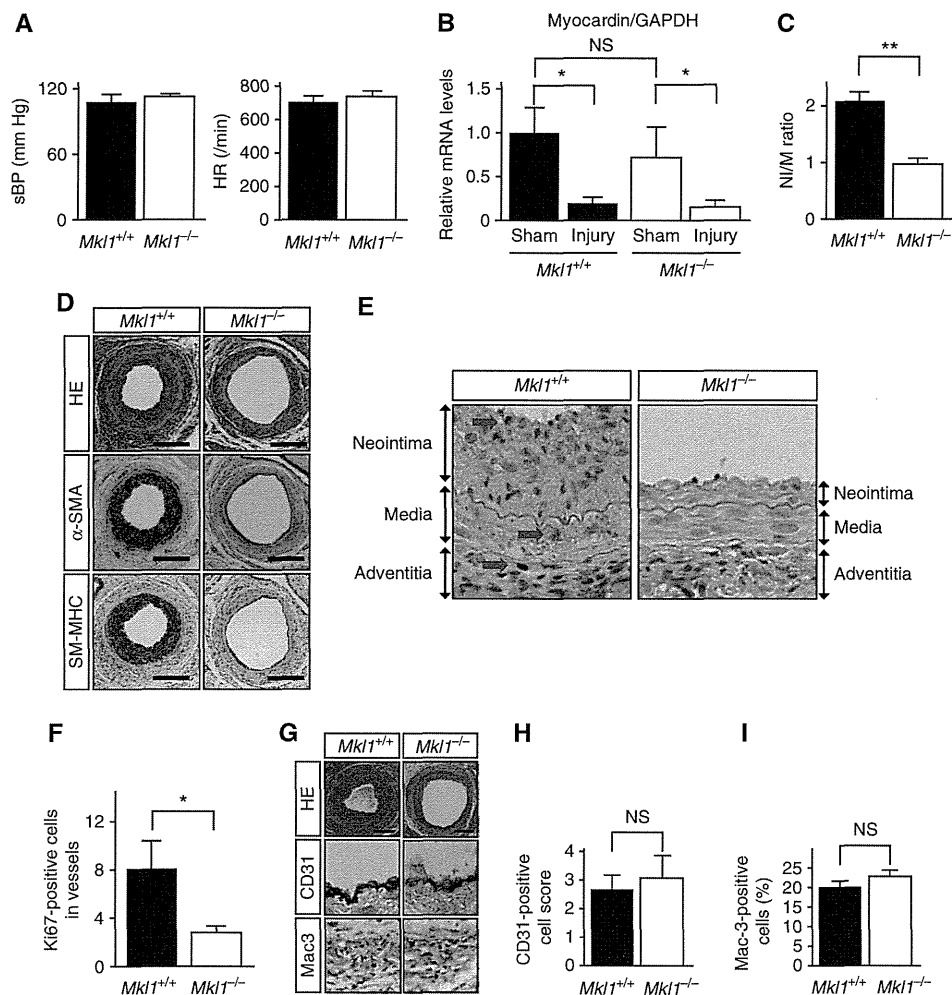 A
sBP (mm Hg)
120
60
0
Mkl1+/+ Mkl1–/–
HR (/min)
800
600
400
200
0
Mkl1+/+ Mkl1–/–
B
Myocardin/GAPDH
NS
*
*
Relative mRNA levels
1.5
1.0
0.5
0
Sham Injury Sham Injury
Mkl1+/+ Mkl1–/–
C
**
NI/M ratio
2
1
0
Mkl1+/+ Mkl1–/–
D
Mkl1+/+ Mkl1–/–
HE
α-SMA
SM-MHC
E
Mkl1+/+ Mkl1–/–
Neointima
Media
Adventitia
Neointima
Media
Adventitia
F
*
Ki67-positive cells
in vessels
12
8
4
0
Mkl1+/+ Mkl1–/–
G
Mkl1+/+ Mkl1–/–
HE
CD31
Mac3
H
NS
CD31-positive
cell score
4
3
2
1
0
Mkl1+/+ Mkl1–/–
I
NS
Mac-3-positive
cells (%)
25
20
15
10
5
0
Mkl1+/+ Mkl1–/–